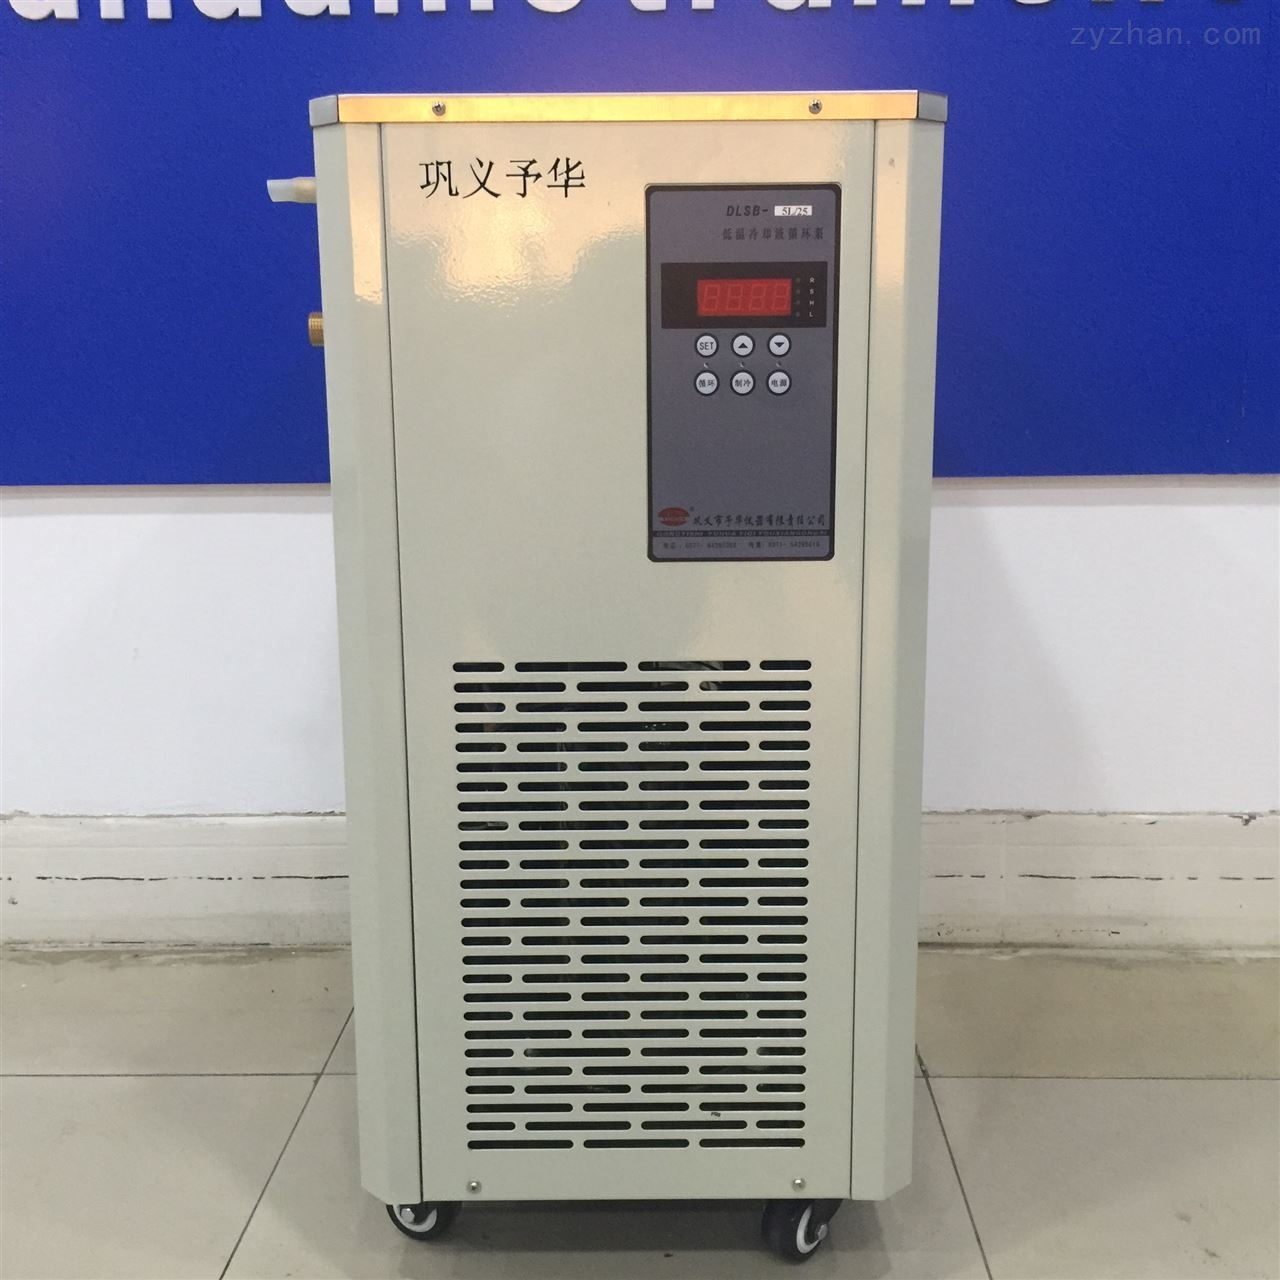 zyzhan.com
巩义予华
DLSB- 5L/25
低温冷却液循环泵
R
S
H
L
SET
循环 制冷 电源
巩义市予华仪器有限责任公司